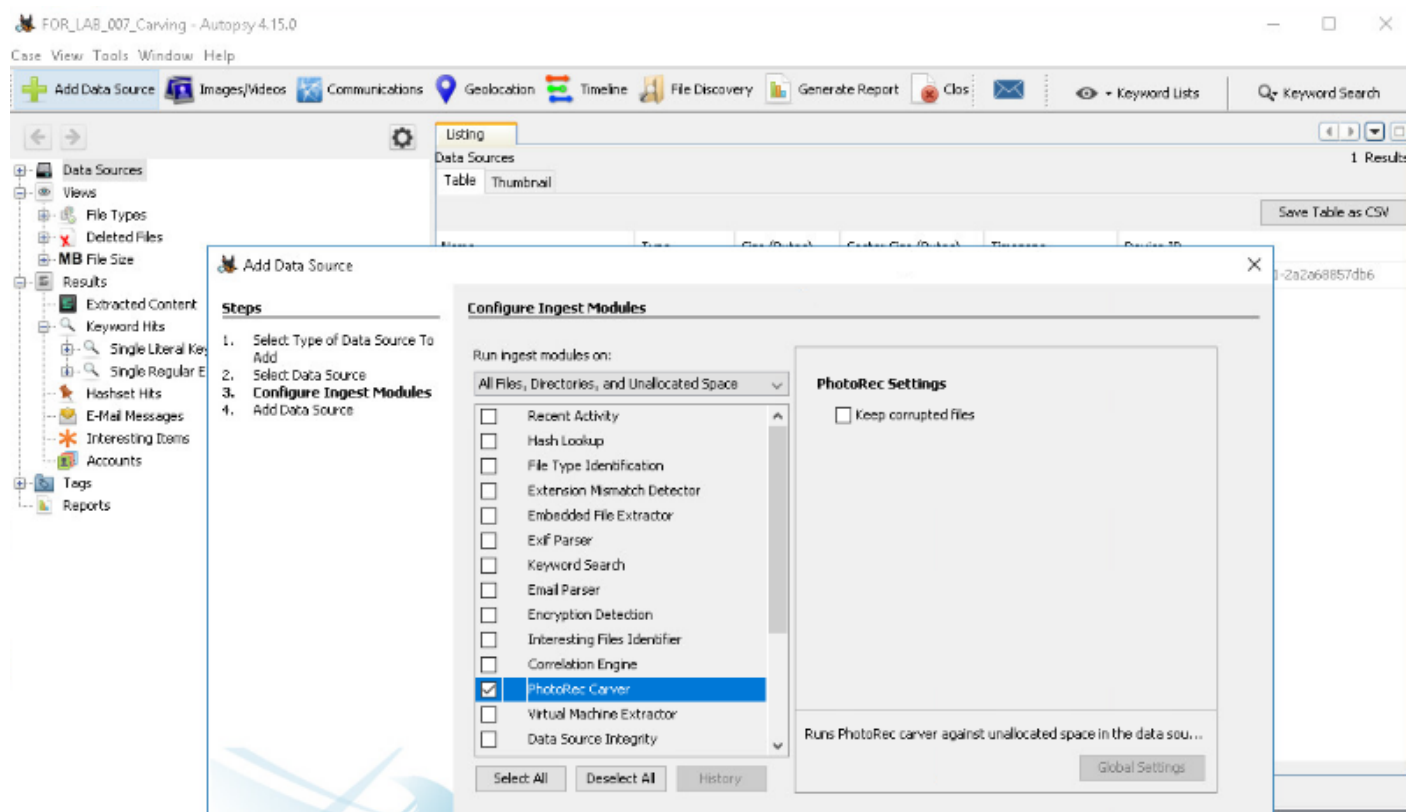 FOR_LAB_007_Carving - Autopsy 4.15.0
Case View Tools Window Help
Add Data Source Images/Videos Communications Geolocation Timeline File Discovery Generate Report Clos Keyword Lists Keyword Search
Listing
Data Sources 1 Results
Table Thumbnail
Save Table as CSV
Data Sources
Views
File Types
Deleted Files
MB File Size
Results
Extracted Content
Keyword Hits
Single Literal Key
Single Regular E
Hashset Hits
E-Mail Messages
Interesting Items
Accounts
Tags
Reports
-2a2a68857db6
Add Data Source
Steps
1. Select Type of Data Source To
Add
2. Select Data Source
3. Configure Ingest Modules
4. Add Data Source
Configure Ingest Modules
Run ingest modules on:
All Files, Directories, and Unallocated Space
Recent Activity
Hash Lookup
File Type Identification
Extension Mismatch Detector
Embedded File Extractor
Exif Parser
Keyword Search
Email Parser
Encryption Detection
Interesting Files Identifier
Correlation Engine
PhotoRec Carver
Virtual Machine Extractor
Data Source Integrity
Select All Deselect All History
PhotoRec Settings
Keep corrupted files
Runs PhotoRec carver against unallocated space in the data sou...
Global Settings